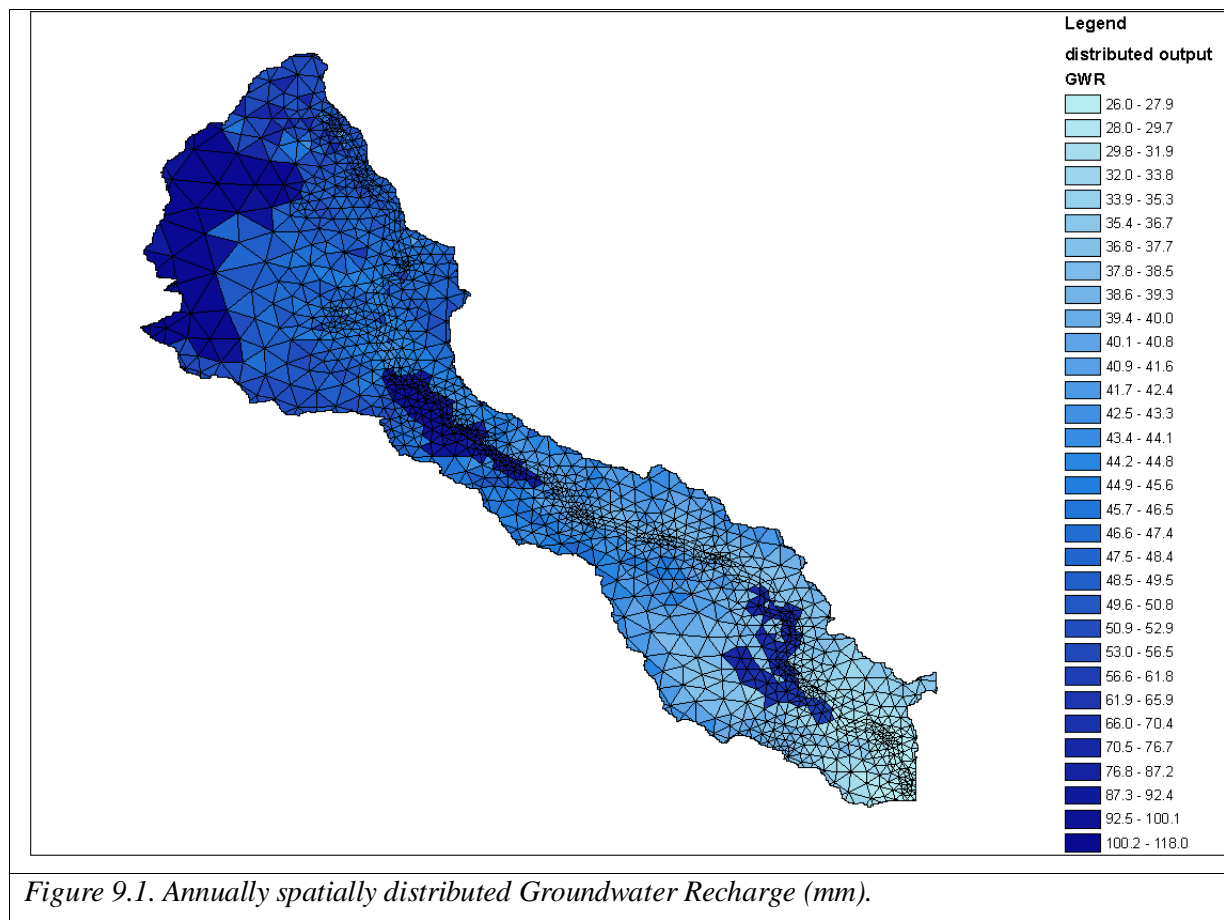 Legend
distributed output
GWR
26.0 - 27.9
28.0 - 29.7
29.8 - 31.9
32.0 - 33.8
33.9 - 35.3
35.4 - 36.7
36.8 - 37.7
37.8 - 38.5
38.6 - 39.3
39.4 - 40.0
40.1 - 40.8
40.9 - 41.6
41.7 - 42.4
42.5 - 43.3
43.4 - 44.1
44.2 - 44.8
44.9 - 45.6
45.7 - 46.5
46.6 - 47.4
47.5 - 48.4
48.5 - 49.5
49.6 - 50.8
50.9 - 52.9
53.0 - 56.5
56.6 - 61.8
61.9 - 65.9
66.0 - 70.4
70.5 - 76.7
76.8 - 87.2
87.3 - 92.4
92.5 - 100.1
100.2 - 118.0
Figure 9.1. Annually spatially distributed Groundwater Recharge (mm).